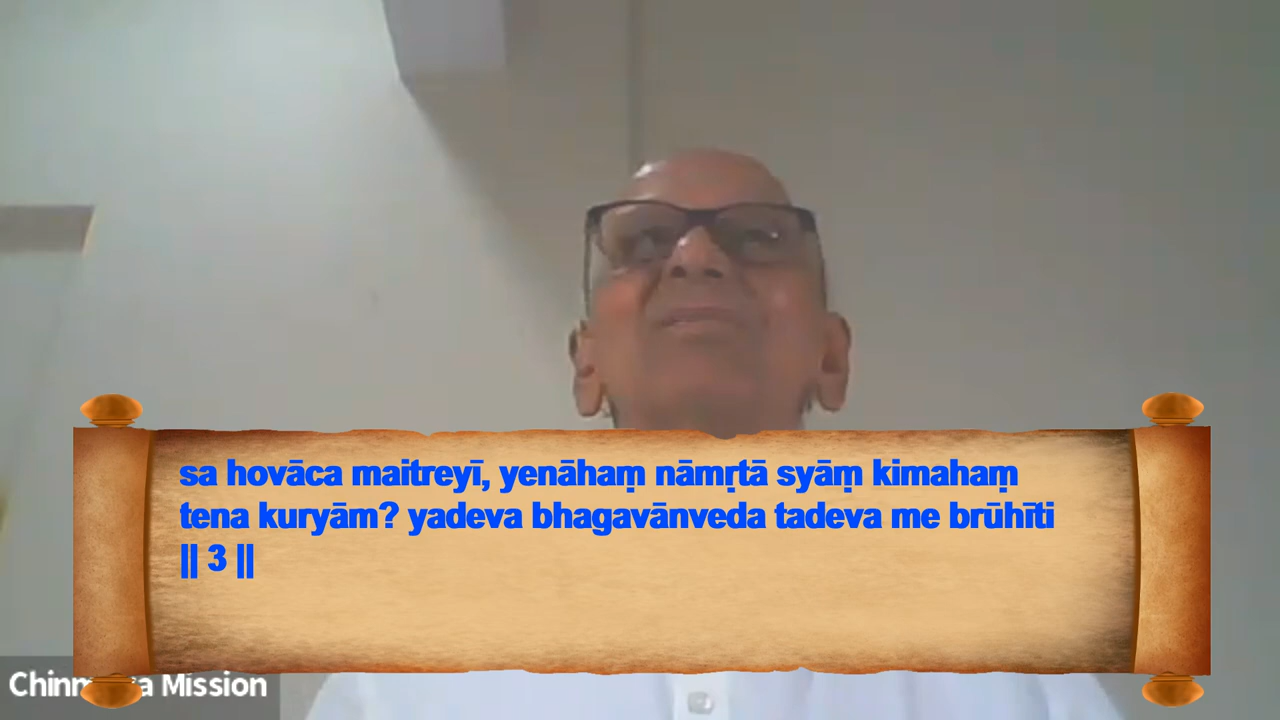 sa hovāca maitreyī, yenāhaṃ nāmṛtā syāṃ kimahaṃ
tena kuryām? yadeva bhagavānveda tadeva me brūhīti
|| 3 ||
Mission